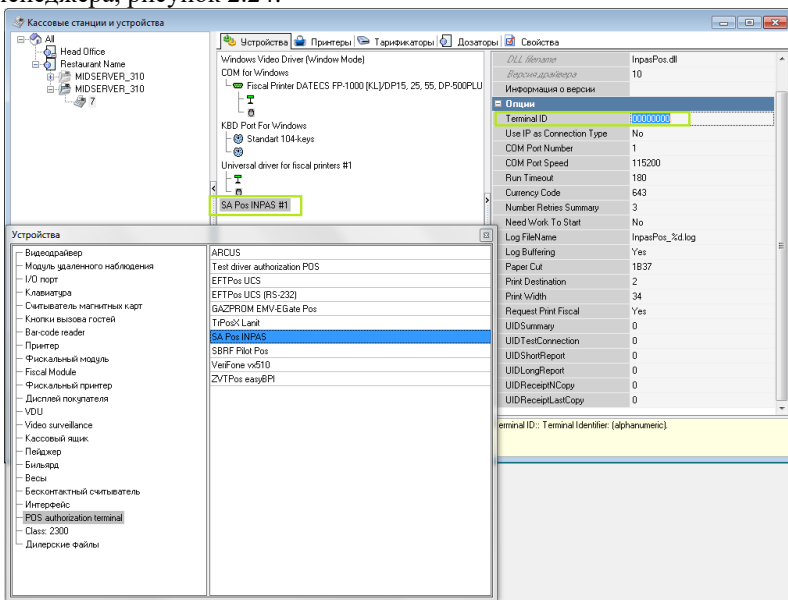 енеджера, рисунок 2.24.
Кассовые станции и устройства
All
Head Office
Restaurant Name
MIDSERVER_310
MIDSERVER_310
7
Устройства Принтеры Тарификаторы Дозаторы Свойства
Windows Video Driver (Window Mode)
COM for Windows
Fiscal Printer DATECS FP-1000 [KL]/DP15, 25, 55, DP-500PLU
KBD Port For Windows
Standart 104-keys
Universal driver for fiscal printers #1
SA Pos INPAS #1
DLL filename InpasPos.dll
Версия драйвера 10
Информация о версии
Опции
Terminal ID 00000000
Use IP as Connection Type No
COM Port Number 1
COM Port Speed 115200
Run Timeout 180
Currency Code 643
Number Retries Summary 3
Need Work To Start No
Log FileName InpasPos_%d.log
Log Buffering Yes
Paper Cut 1B37
Print Destination 2
Print Width 34
Request Print Fiscal Yes
UIDSummary 0
UIDTestConnection 0
UIDShortReport 0
UIDLongReport 0
UIDReceiptNCopy 0
UIDReceiptLastCopy 0
erminal ID:: Terminal Identifier: (alphanumeric).
Устройства
Видеодрайвер
Модуль удаленного наблюдения
I/O порт
Клавиатура
Считыватель магнитных карт
Кнопки вызова гостей
Bar-code reader
Принтер
Фискальный модуль
Fiscal Module
Фискальный принтер
Дисплей покупателя
VDU
Video surveillance
Кассовый ящик
Пейджер
Бильярд
Весы
Бесконтактный считыватель
Интерфейс
POS authorization terminal
Class: 2300
Дилерские файлы
ARCUS
Test driver authorization POS
EFTPos UCS
EFTPos UCS (RS-232)
GAZPROM EMV-EGate Pos
TrPosX Lanit
SA Pos INPAS
SBRF Pilot Pos
VeriFone vx510
ZVTPos easyBPI